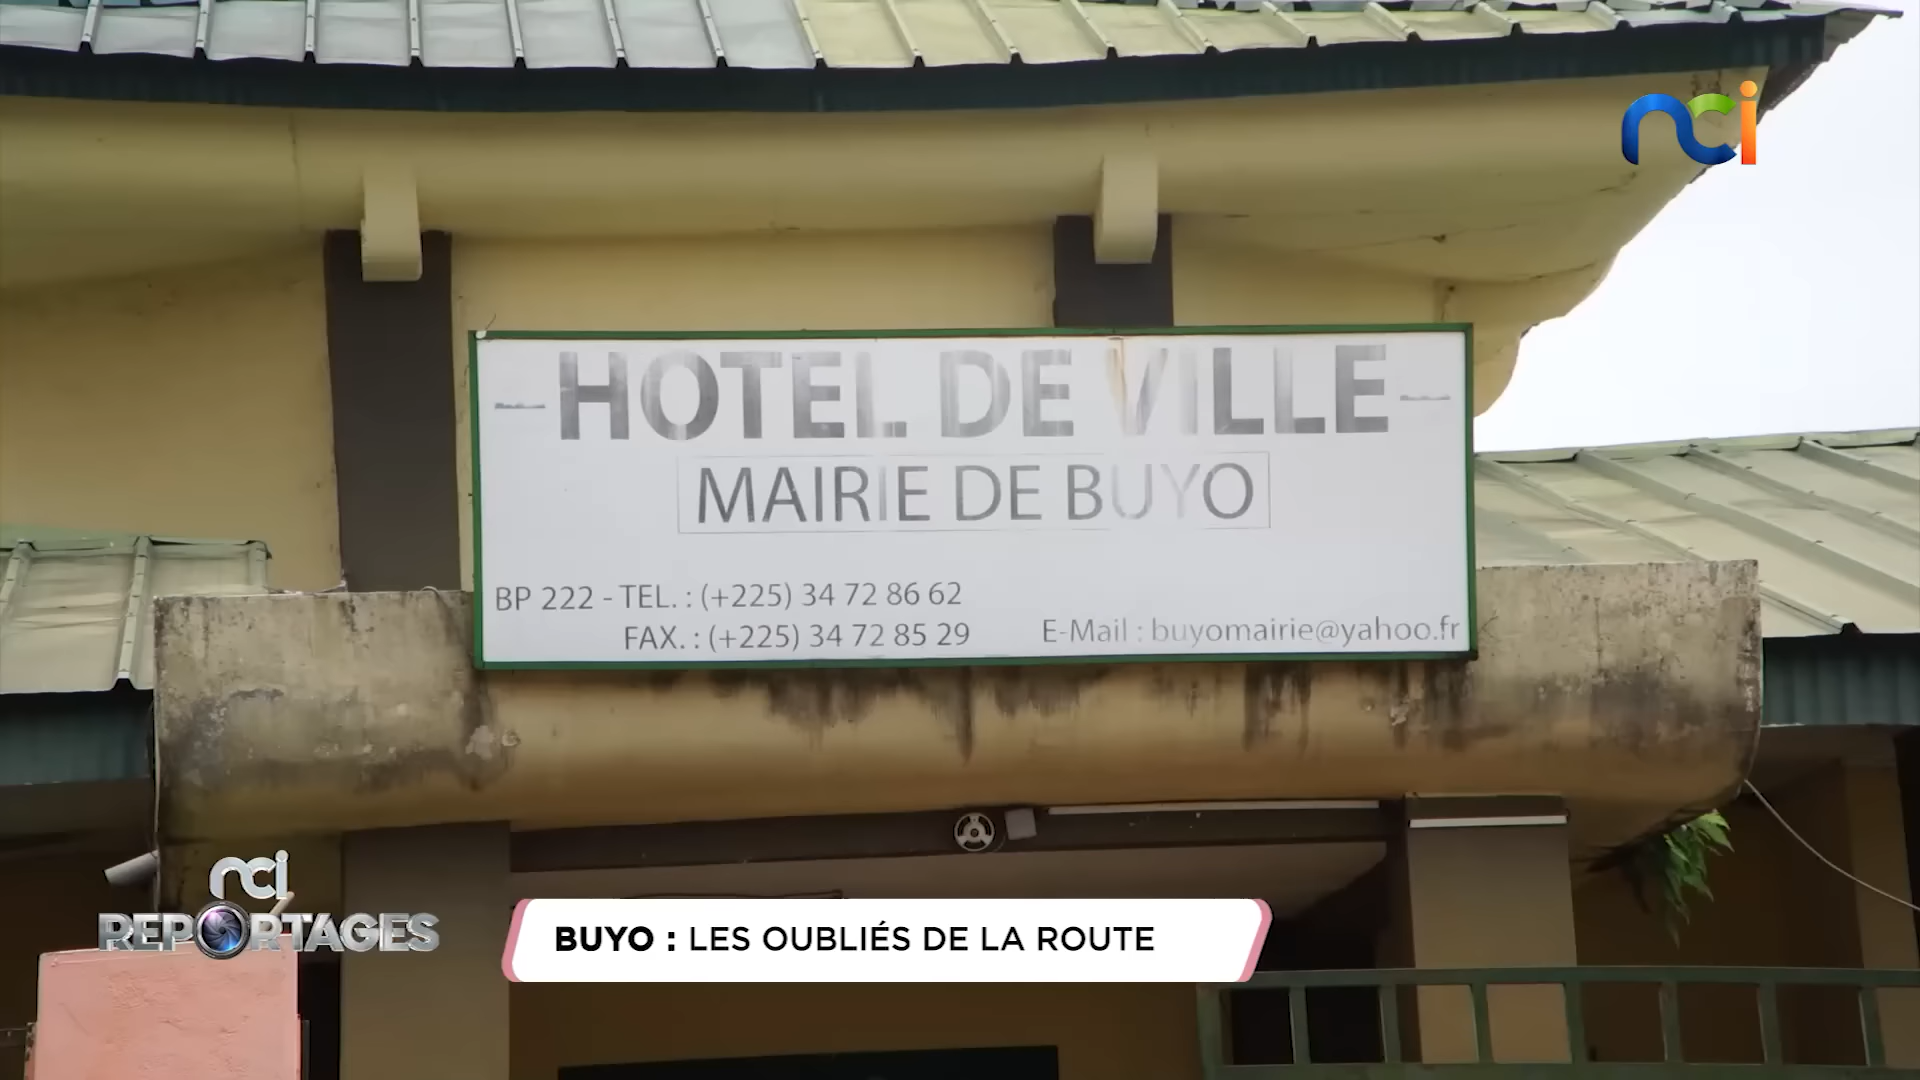 nci
HOTEL DE VILLE
MAIRIE DE BUYO
BP 222 - TEL. : (+225) 34 72 86 62
FAX. : (+225) 34 72 85 29
E-Mail : buyomairie@yahoo.fr
nci
REPORTAGES
BUYO : LES OUBLIÉS DE LA ROUTE